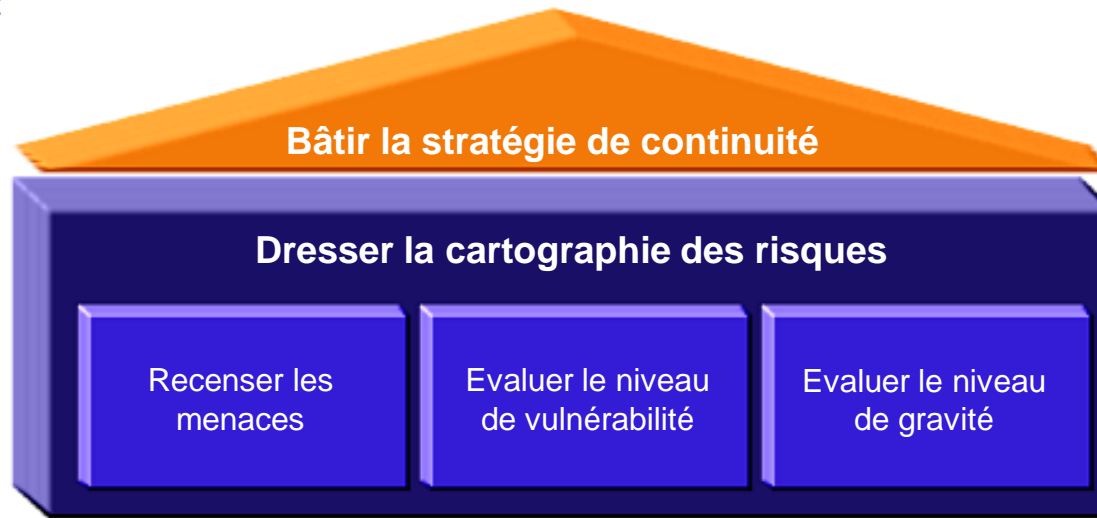 Bâtir la stratégie de continuité
Dresser la cartographie des risques
Recenser les
menaces
Evaluer le niveau
de vulnérabilité
Evaluer le niveau
de gravité